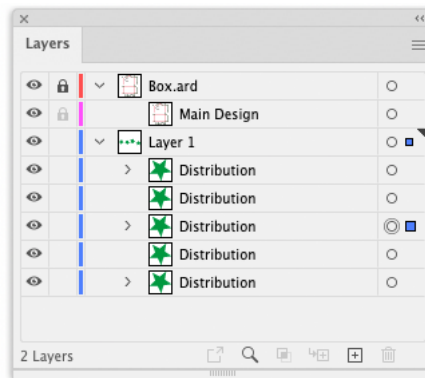 Layers
Box.ard
Main Design
Layer 1
Distribution
Distribution
Distribution
Distribution
Distribution
2 Layers